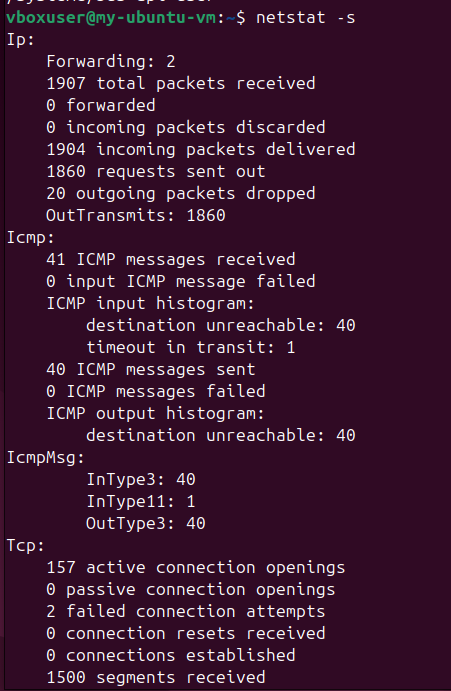 vboxuser@my-ubuntu-vm:~$ netstat -s
Ip:
    Forwarding: 2
    1907 total packets received
    0 forwarded
    0 incoming packets discarded
    1904 incoming packets delivered
    1860 requests sent out
    20 outgoing packets dropped
    OutTransmits: 1860
Icmp:
    41 ICMP messages received
    0 input ICMP message failed
    ICMP input histogram:
        destination unreachable: 40
        timeout in transit: 1
    40 ICMP messages sent
    0 ICMP messages failed
    ICMP output histogram:
        destination unreachable: 40
IcmpMsg:
        InType3: 40
        InType11: 1
        OutType3: 40
Tcp:
    157 active connection openings
    0 passive connection openings
    2 failed connection attempts
    0 connection resets received
    0 connections established
    1500 segments received